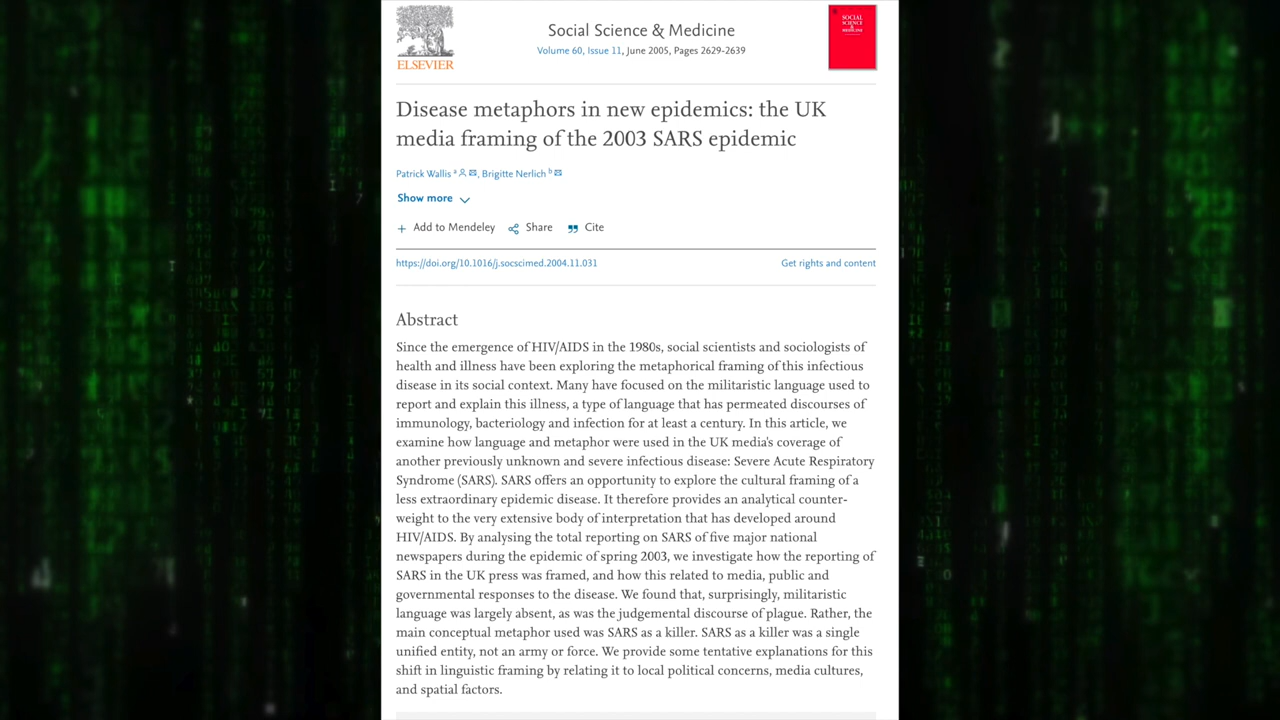 ELSEVIER
Social Science & Medicine
Volume 60, Issue 11, June 2005, Pages 2629-2639
SOCIAL
SCIENCE
&
MEDICINE
Disease metaphors in new epidemics: the UK
media framing of the 2003 SARS epidemic
Patrick Wallis a, Brigitte Nerlich b
Show more
+ Add to Mendeley Share Cite
https://doi.org/10.1016/j.socscimed.2004.11.031 Get rights and content
Abstract
Since the emergence of HIV/AIDS in the 1980s, social scientists and sociologists of
health and illness have been exploring the metaphorical framing of this infectious
disease in its social context. Many have focused on the militaristic language used to
report and explain this illness, a type of language that has permeated discourses of
immunology, bacteriology and infection for at least a century. In this article, we
examine how language and metaphor were used in the UK media's coverage of
another previously unknown and severe infectious disease: Severe Acute Respiratory
Syndrome (SARS). SARS offers an opportunity to explore the cultural framing of a
less extraordinary epidemic disease. It therefore provides an analytical counter-
weight to the very extensive body of interpretation that has developed around
HIV/AIDS. By analysing the total reporting on SARS of five major national
newspapers during the epidemic of spring 2003, we investigate how the reporting of
SARS in the UK press was framed, and how this related to media, public and
governmental responses to the disease. We found that, surprisingly, militaristic
language was largely absent, as was the judgemental discourse of plague. Rather, the
main conceptual metaphor used was SARS as a killer. SARS as a killer was a single
unified entity, not an army or force. We provide some tentative explanations for this
shift in linguistic framing by relating it to local political concerns, media cultures,
and spatial factors.